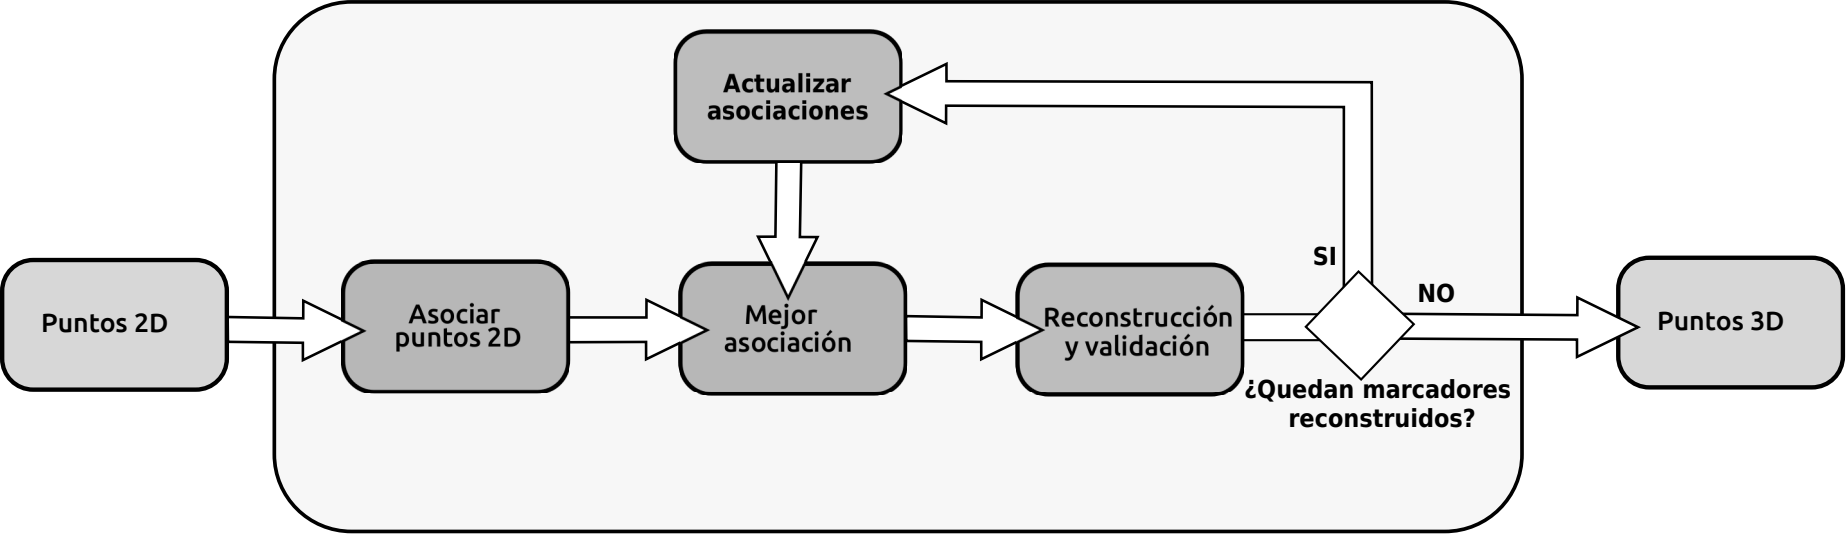 Actualizar
asociaciones
SI
NO
Puntos 2D
Asociar
puntos 2D
Mejor
asociación
Reconstrucción
y validación
Puntos 3D
¿Quedan marcadores
reconstruidos?